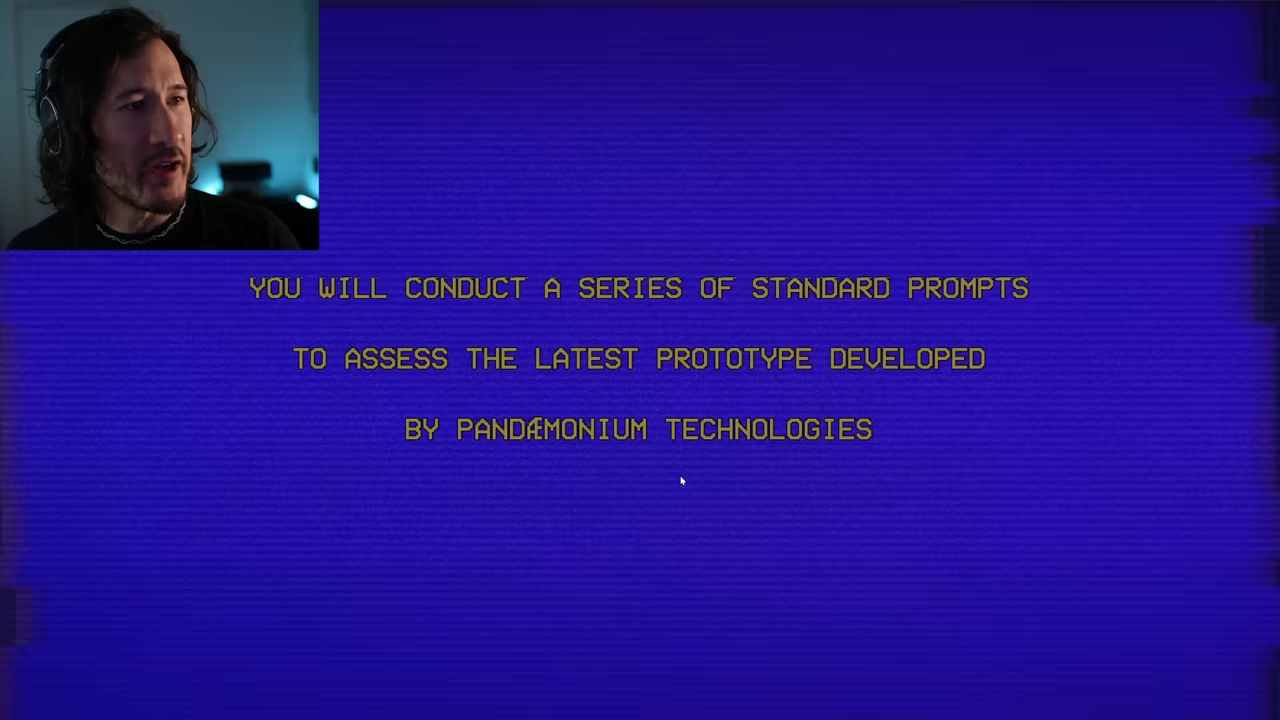 YOU WILL CONDUCT A SERIES OF STANDARD PROMPTS
TO ASSESS THE LATEST PROTOTYPE DEVELOPED
BY PANDÆMONIUM TECHNOLOGIES